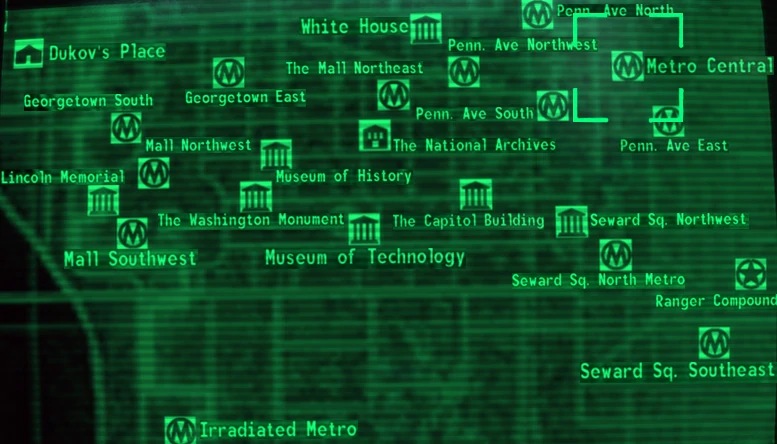 Penn. Ave North
White House
Penn. Ave Northwest
Dukov's Place
The Mall Northeast
Metro Central
Georgetown South
Georgetown East
Penn. Ave South
Mall Northwest
The National Archives
Penn. Ave East
Lincoln Memorial
Museum of History
The Washington Monument
The Capitol Building
Seward Sq. Northwest
Mall Southwest
Museum of Technology
Seward Sq. North Metro
Ranger Compound
Seward Sq. Southeast
Irradiated Metro